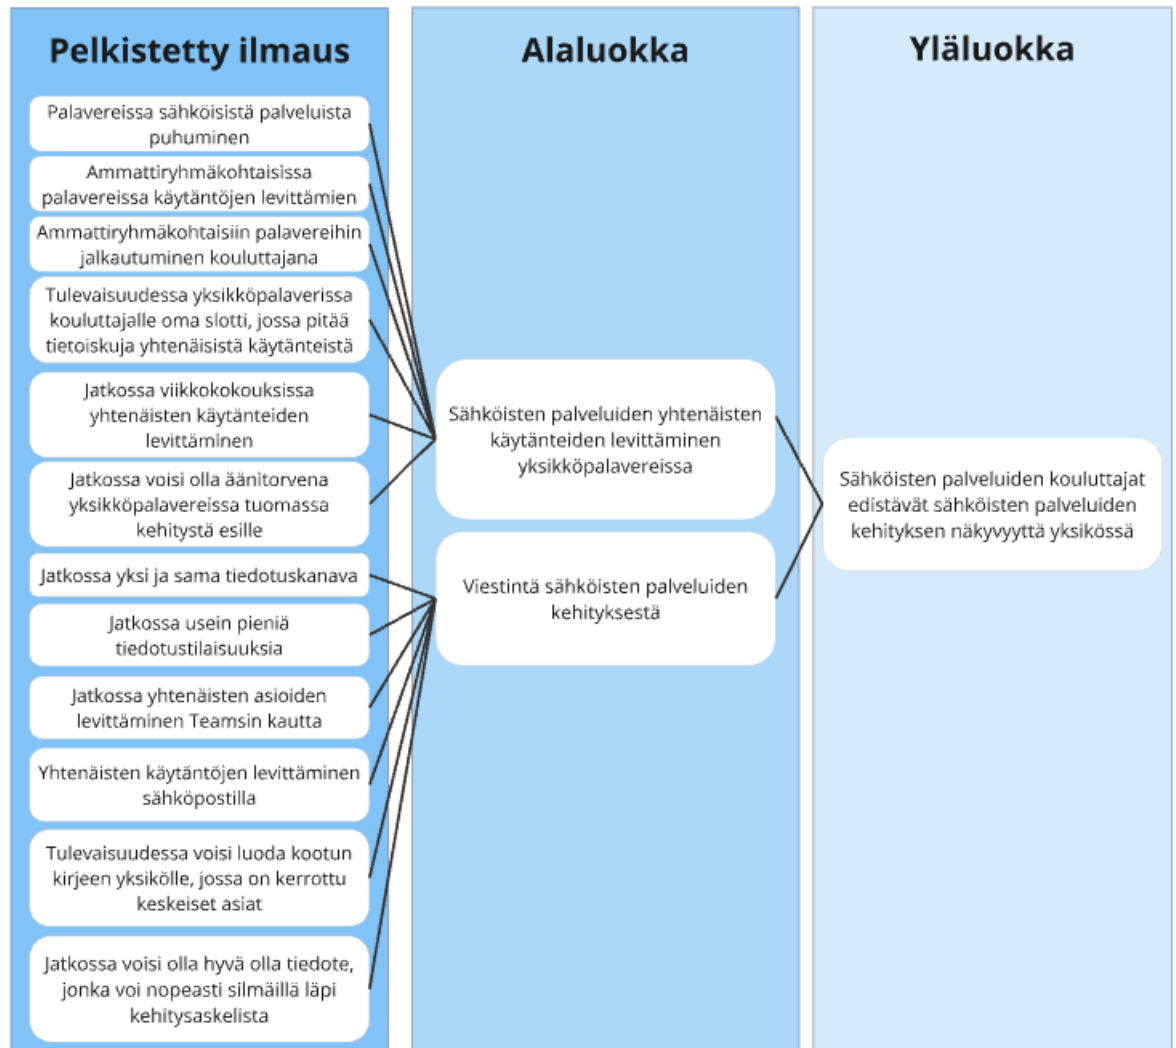 Pelkistetty ilmaus
Palavereissa sähköisistä palveluista
puhuminen
Ammattiryhmäkohtaisissa
palavereissa käytäntöjen levittämien
Ammattiryhmäkohtaisiin palavereihin
jalkautuminen kouluttajana
Tulevaisuudessa yksikköpalaverissa
kouluttajalle oma slotti, jossa pitää
tietoiskuja yhtenäisistä käytänteistä
Jatkossa viikkokokouksissa
yhtenäisten käytänteiden
levittäminen
Jatkossa voisi olla äänitorvena
yksikköpalavereissa tuomassa
kehitystä esille
Jatkossa yksi ja sama tiedotuskanava
Jatkossa usein pieniä
tiedotustilaisuuksia
Jatkossa yhtenäisten asioiden
levittäminen Teamsin kautta
Yhtenäisten käytäntöjen levittäminen
sähköpostilla
Tulevaisuudessa voisi luoda kootun
kirjeen yksikölle, jossa on kerrottu
keskeiset asiat
Jatkossa voisi olla hyvä olla tiedote,
jonka voi nopeasti silmäillä läpi
kehitysaskelista
Alaluokka
Sähköisten palveluiden yhtenäisten
käytänteiden levittäminen
yksikköpalavereissa
Viestintä sähköisten palveluiden
kehityksestä
Yläluokka
Sähköisten palveluiden kouluttajat
edistävät sähköisten palveluiden
kehityksen näkyvyyttä yksikössä